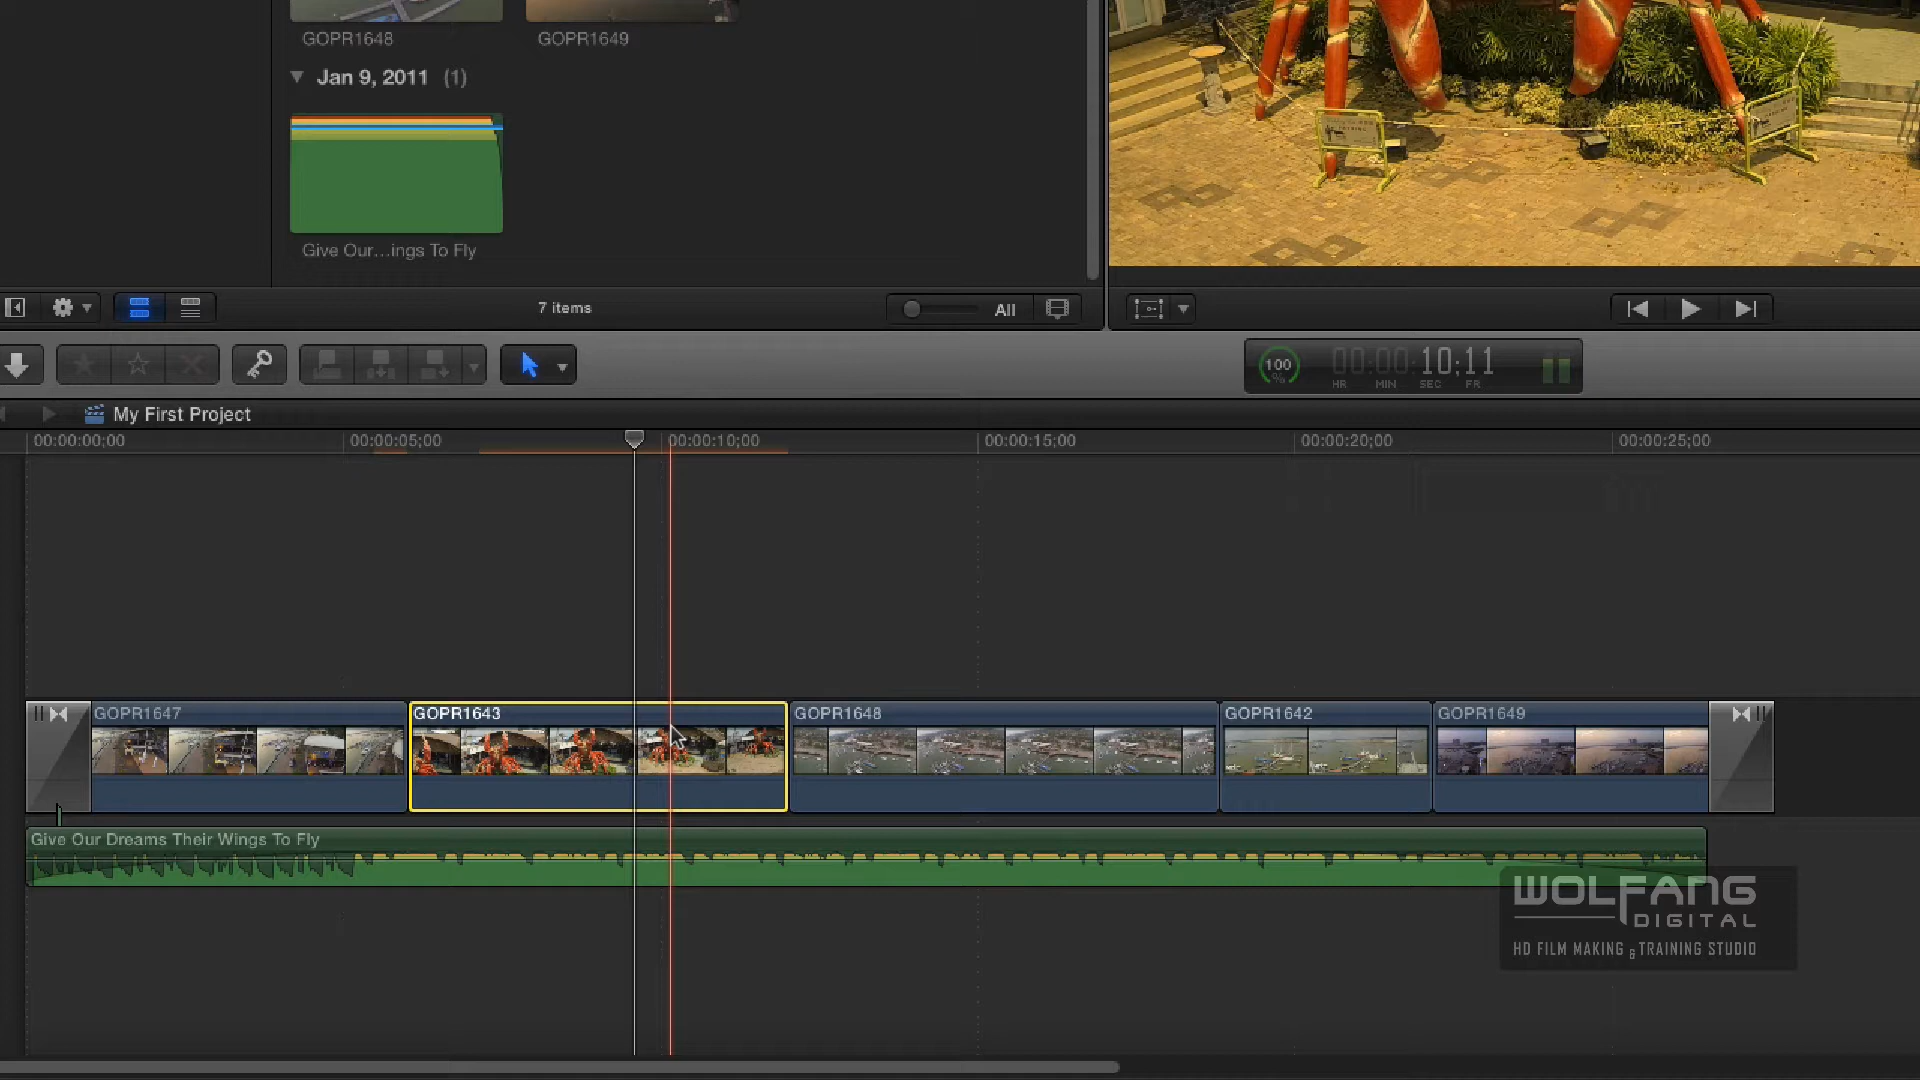 GOPR1648
GOPR1649
Jan 9, 2011 (1)
Give Our...ings To Fly
7 items
All
100
%
00:00:10;11
HR MIN SEC FR
My First Project
00:00:00;00
00:00:05;00
00:00:10;00
00:00:15;00
00:00:20;00
00:00:25;00
GOPR1647
GOPR1643
GOPR1648
GOPR1642
GOPR1649
Give Our Dreams Their Wings To Fly
WOLFANG
DIGITAL
HD FILM MAKING & TRAINING STUDIO